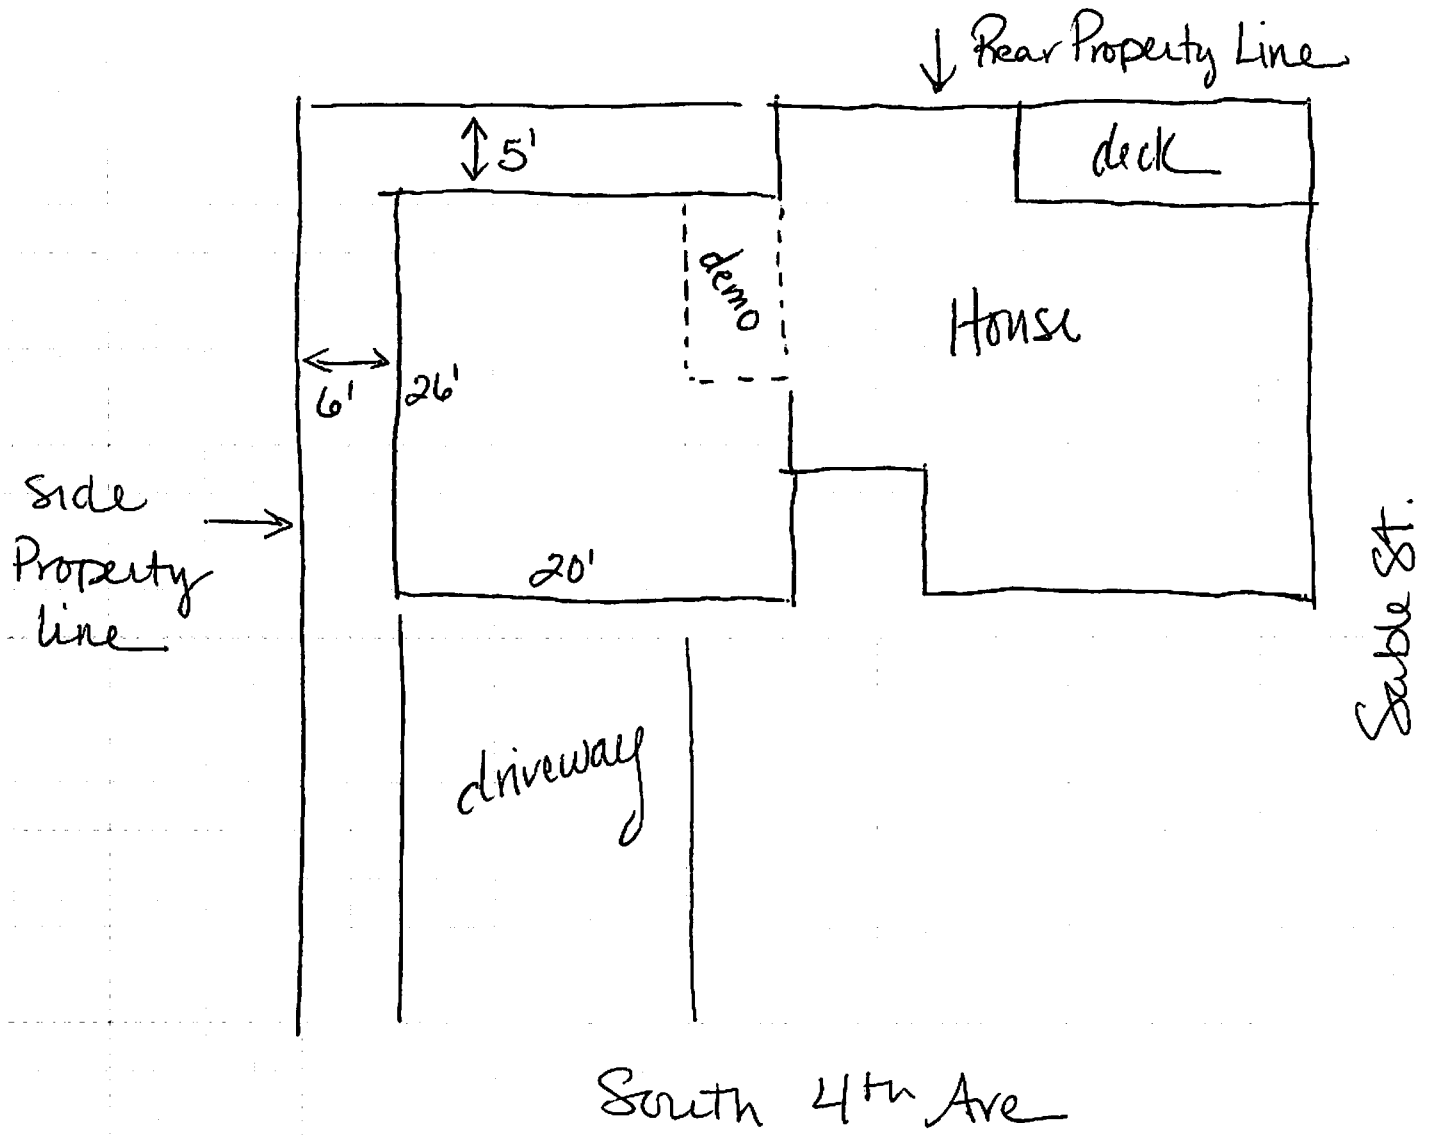 Rear Property Line
5'
deck
demo
House
6'
26'
Side
Property
line
20'
Sable St.
driveway
South 4th Ave